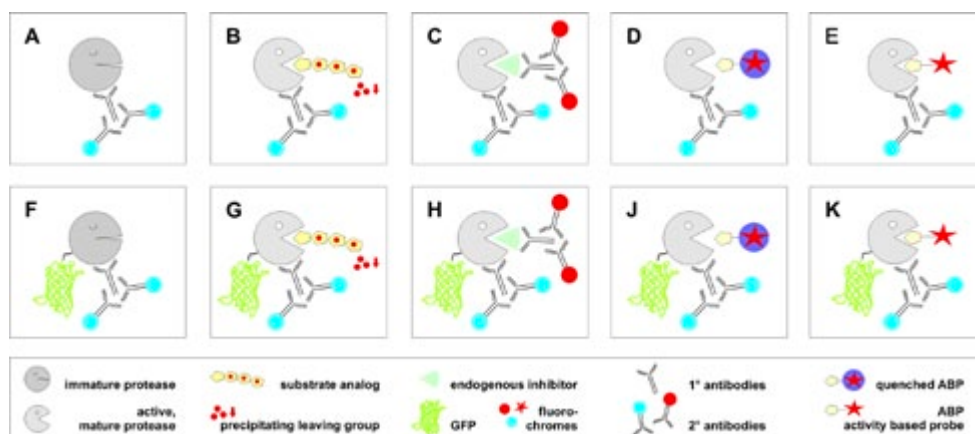 A B C D E
F G H J K
immature protease
substrate analog
endogenous inhibitor
1° antibodies
quenched ABP
active,
mature protease
precipitating leaving group
GFP
fluoro-
chromes
2° antibodies
ABP
activity based probe